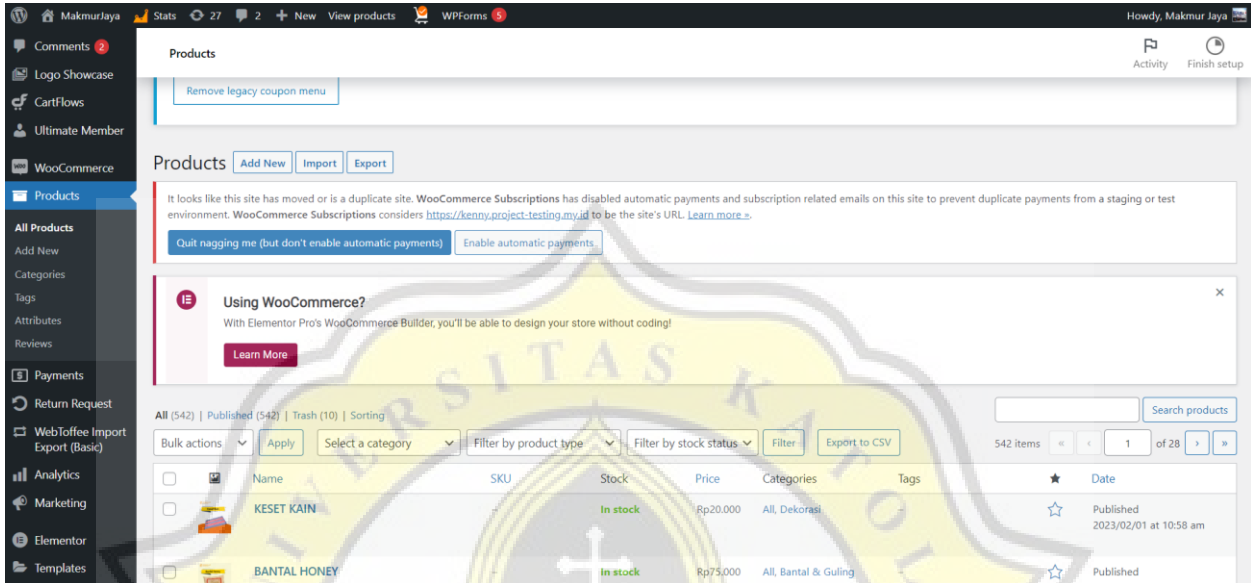 MakmurJaya Stats 27 2 + New View products WPForms 5 Howdy, Makmur Jaya
Comments 2
Logo Showcase
CartFlows
Ultimate Member
WooCommerce
Products
All Products
Add New
Categories
Tags
Attributes
Reviews
Payments
Return Request
WebToffee Import
Export (Basic)
Analytics
Marketing
Elementor
Templates
Products
Activity Finish setup
Remove legacy coupon menu
Products Add New Import Export
It looks like this site has moved or is a duplicate site. WooCommerce Subscriptions has disabled automatic payments and subscription related emails on this site to prevent duplicate payments from a staging or test
environment. WooCommerce Subscriptions considers https://kenny.project-testing.my.id to be the site's URL. Learn more ».
Quit nagging me (but don't enable automatic payments) Enable automatic payments
Using WooCommerce?
With Elementor Pro's WooCommerce Builder, you'll be able to design your store without coding!
Learn More
All (542) | Published (542) | Trash (10) | Sorting
Search products
Bulk actions Apply Select a category Filter by product type Filter by stock status Filter Export to CSV 542 items « ‹ 1 of 28 › »
Name SKU Stock Price Categories Tags Date
KESET KAIN – In stock Rp20.000 All, Dekorasi – Published
2023/02/01 at 10:58 am
BANTAL HONEY – In stock Rp75.000 All, Bantal & Guling – Published